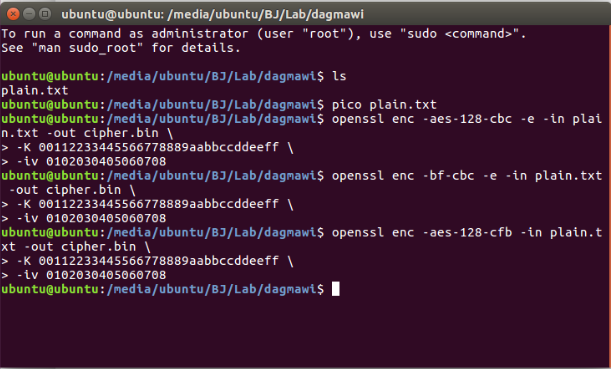 ubuntu@ubuntu: /media/ubuntu/BJ/Lab/dagmawi
To run a command as administrator (user "root"), use "sudo <command>".
See "man sudo_root" for details.
ubuntu@ubuntu:/media/ubuntu/BJ/Lab/dagmawi$ ls
plain.txt
ubuntu@ubuntu:/media/ubuntu/BJ/Lab/dagmawi$ pico plain.txt
ubuntu@ubuntu:/media/ubuntu/BJ/Lab/dagmawi$ openssl enc -aes-128-cbc -e -in plai
n.txt -out cipher.bin \
> -K 00112233445566778889aabbccddeeff \
> -iv 0102030405060708
ubuntu@ubuntu:/media/ubuntu/BJ/Lab/dagmawi$ openssl enc -bf-cbc -e -in plain.txt
 -out cipher.bin \
> -K 00112233445566778889aabbccddeeff \
> -iv 0102030405060708
ubuntu@ubuntu:/media/ubuntu/BJ/Lab/dagmawi$ openssl enc -aes-128-cfb -in plain.t
xt -out cipher.bin \
> -K 00112233445566778889aabbccddeeff \
> -iv 0102030405060708
ubuntu@ubuntu:/media/ubuntu/BJ/Lab/dagmawi$